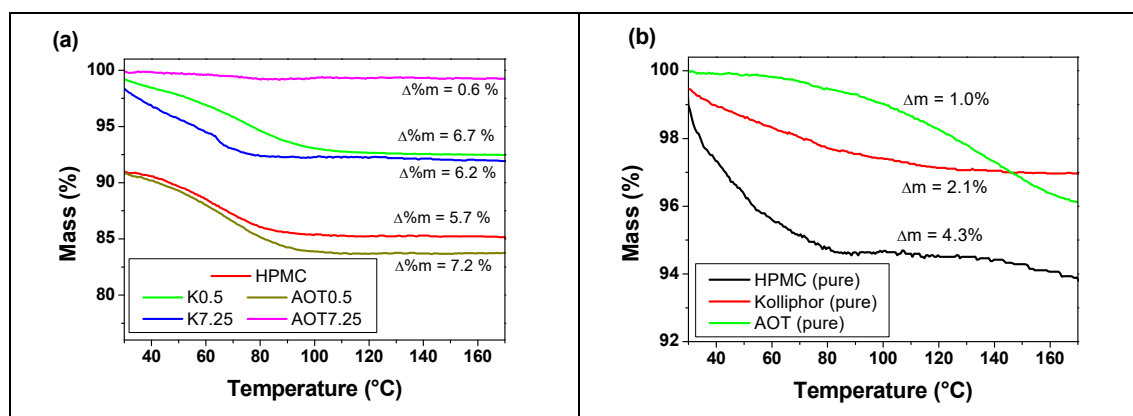 (a)
100
95
90
85
80
Mass (%)
Δ%m = 0.6 %
Δ%m = 6.7 %
Δ%m = 6.2 %
Δ%m = 5.7 %
Δ%m = 7.2 %
HPMC
K0.5 AOT0.5
K7.25 AOT7.25
40 60 80 100 120 140 160
Temperature (°C)
(b)
100
98
96
94
92
Mass (%)
Δm = 1.0%
Δm = 2.1%
Δm = 4.3%
HPMC (pure)
Kolliphor (pure)
AOT (pure)
40 60 80 100 120 140 160
Temperature (°C)